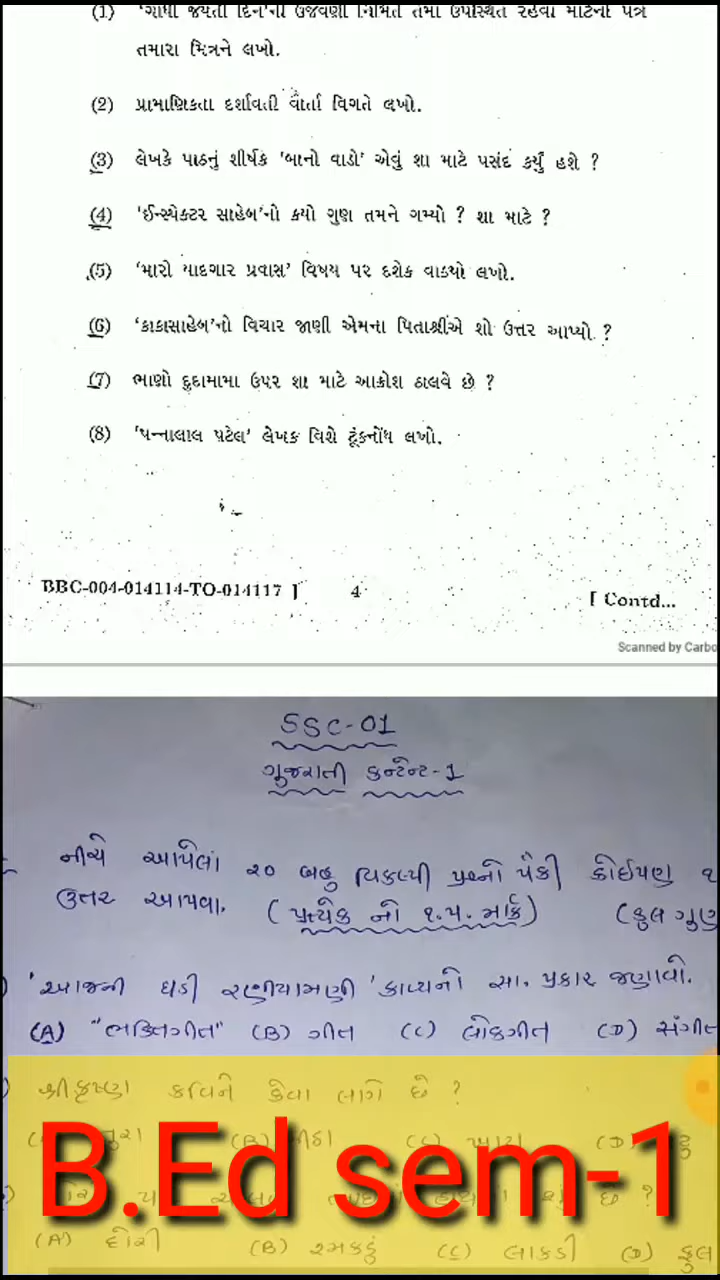 (1) 'ગાંધી જયંતી દિન'ની ઉજવણી નિમિત્તે તેમાં ઉપસ્થિત રહેવા માટેનો પત્ર
તમારા મિત્રને લખો.
(2) પ્રામાણિકતા દર્શાવતી વાર્તા વિગતે લખો.
(3) લેખકે પાઠનું શીર્ષક 'બાનો વાડો' એવું શા માટે પસંદ કર્યું હશે ?
(4) 'ઈન્સ્પેક્ટર સાહેબ'નો કયો ગુણ તમને ગમ્યો ? શા માટે ?
(5) 'મારો યાદગાર પ્રવાસ' વિષય પર દશેક વાક્યો લખો.
(6) 'કાકાસાહેબ'નો વિચાર જાણી એમના પિતાશ્રીએ શો ઉત્તર આપ્યો ?
(7) ભાણો દુદામામા ઉપર શા માટે આક્રોશ ઠાલવે છે ?
(8) 'પન્નાલાલ પટેલ' લેખક વિશે ટૂંકનોંધ લખો.
BBC-004-014114-TO-014117 ] 4 [ Contd...
Scanned by Carbo
SSC-01
ગુજરાતી કન્ટેન્ટ-1
નીચે આપેલાં ૨૦ બહુ વિકલ્પી પ્રશ્નો પૈકી કોઈપણ ૧
ઉત્તર આપવા. (પ્રત્યેક નો ૧.૫. માર્ક) (કુલ ગુણ
'આજની ઘડી રળીયામણી' કાવ્યનો સા. પ્રકાર જણાવો.
(A) "ભક્તિગીત" (B) ગીત (C) લોકગીત (D) સંગીત
શ્રીકૃષ્ણ કવિને કેવા લાગે છે ?
(B) (C) (D)
B.Ed sem-1
(A) દોરી (B) રમકડું (C) લાકડી (D) ફુલ